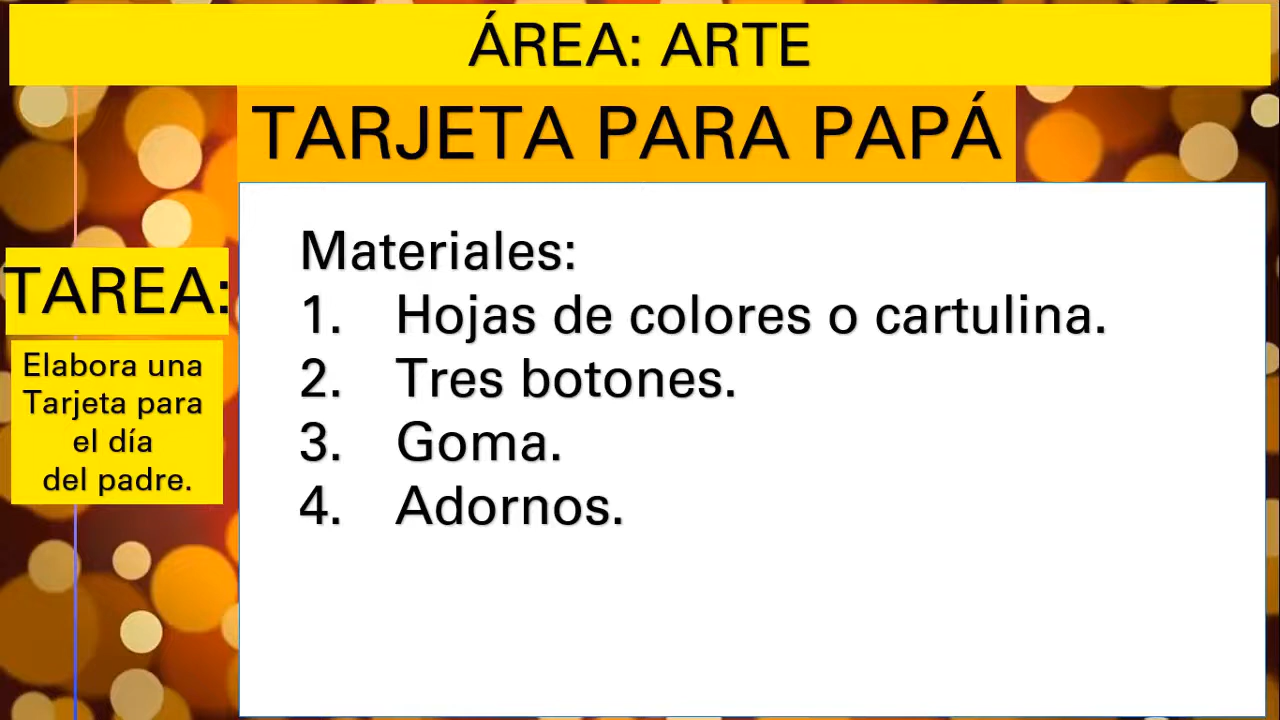 ÁREA: ARTE
TARJETA PARA PAPÁ
TAREA:
Elabora una
Tarjeta para
el día
del padre.
Materiales:
1. Hojas de colores o cartulina.
2. Tres botones.
3. Goma.
4. Adornos.